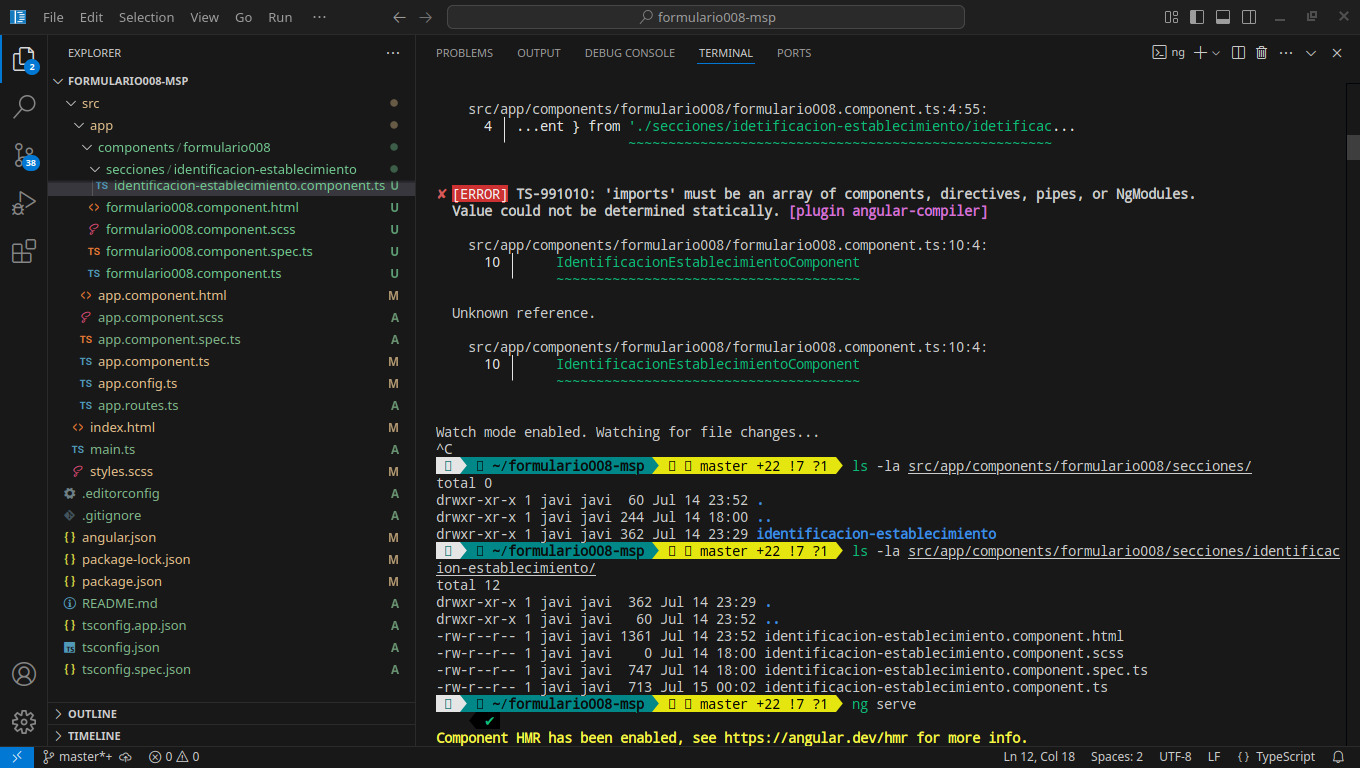 File Edit Selection View Go Run ···
formulario008-msp
EXPLORER
FORMULARIO008-MSP
src
app
components / formulario008
secciones / identificacion-establecimiento
TS identificacion-establecimiento.component.ts U
<> formulario008.component.html U
formulario008.component.scss U
TS formulario008.component.spec.ts U
TS formulario008.component.ts U
<> app.component.html M
app.component.scss A
TS app.component.spec.ts A
TS app.component.ts M
TS app.config.ts M
TS app.routes.ts A
<> index.html M
TS main.ts A
styles.scss M
.editorconfig A
.gitignore A
{} angular.json M
{} package-lock.json M
{} package.json M
README.md A
{} tsconfig.app.json A
TS tsconfig.json A
{} tsconfig.spec.json A
OUTLINE
TIMELINE
2
38
PROBLEMS OUTPUT DEBUG CONSOLE TERMINAL PORTS
ng
src/app/components/formulario008/formulario008.component.ts:4:55:
4 │ ...ent } from './secciones/idetificacion-establecimiento/idetificac...
~~~~~~~~~~~~~~~~~~~~~~~~~~~~~~~~~~~~~~~~~~~~~~~~~~~~~
✘ [ERROR] TS-991010: 'imports' must be an array of components, directives, pipes, or NgModules.
Value could not be determined statically. [plugin angular-compiler]
src/app/components/formulario008/formulario008.component.ts:10:4:
10 │ IdentificacionEstablecimientoComponent
~~~~~~~~~~~~~~~~~~~~~~~~~~~~~~~~~~~~~~
Unknown reference.
src/app/components/formulario008/formulario008.component.ts:10:4:
10 │ IdentificacionEstablecimientoComponent
~~~~~~~~~~~~~~~~~~~~~~~~~~~~~~~~~~~~~~
Watch mode enabled. Watching for file changes...
^C
~/formulario008-msp master +22 !7 ?1 ls -la src/app/components/formulario008/secciones/
total 0
drwxr-xr-x 1 javi javi  60 Jul 14 23:52 .
drwxr-xr-x 1 javi javi 244 Jul 14 18:00 ..
drwxr-xr-x 1 javi javi 362 Jul 14 23:29 identificacion-establecimiento
~/formulario008-msp master +22 !7 ?1 ls -la src/app/components/formulario008/secciones/identificac
ion-establecimiento/
total 12
drwxr-xr-x 1 javi javi  362 Jul 14 23:29 .
drwxr-xr-x 1 javi javi   60 Jul 14 23:52 ..
-rw-r--r-- 1 javi javi 1361 Jul 14 23:52 identificacion-establecimiento.component.html
-rw-r--r-- 1 javi javi    0 Jul 14 18:00 identificacion-establecimiento.component.scss
-rw-r--r-- 1 javi javi  747 Jul 14 18:00 identificacion-establecimiento.component.spec.ts
-rw-r--r-- 1 javi javi  713 Jul 15 00:02 identificacion-establecimiento.component.ts
~/formulario008-msp master +22 !7 ?1 ng serve
✔
Component HMR has been enabled, see https://angular.dev/hmr for more info.
master*+ 0 0 Ln 12, Col 18 Spaces: 2 UTF-8 LF {} TypeScript